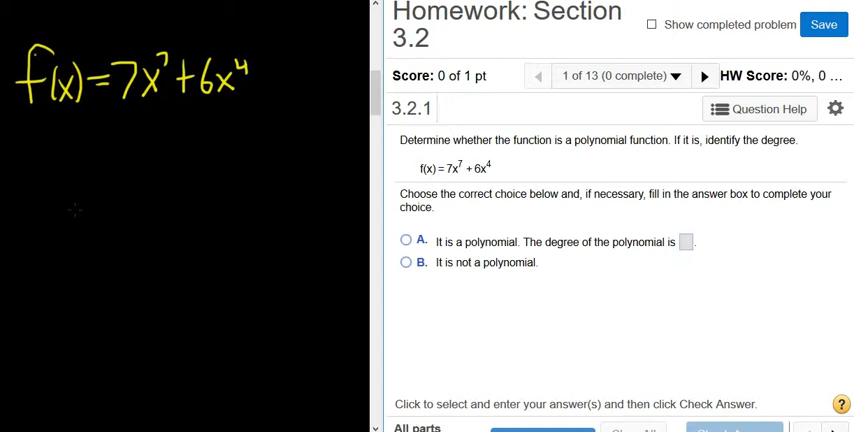 f(x) = 7x⁷ + 6x⁴
Homework: Section
3.2
Show completed problem
Save
Score: 0 of 1 pt
1 of 13 (0 complete)
HW Score: 0%, 0 ...
3.2.1
Question Help
Determine whether the function is a polynomial function. If it is, identify the degree.
f(x) = 7x⁷ + 6x⁴
Choose the correct choice below and, if necessary, fill in the answer box to complete your
choice.
A. It is a polynomial. The degree of the polynomial is .
B. It is not a polynomial.
Click to select and enter your answer(s) and then click Check Answer.
?
All parts